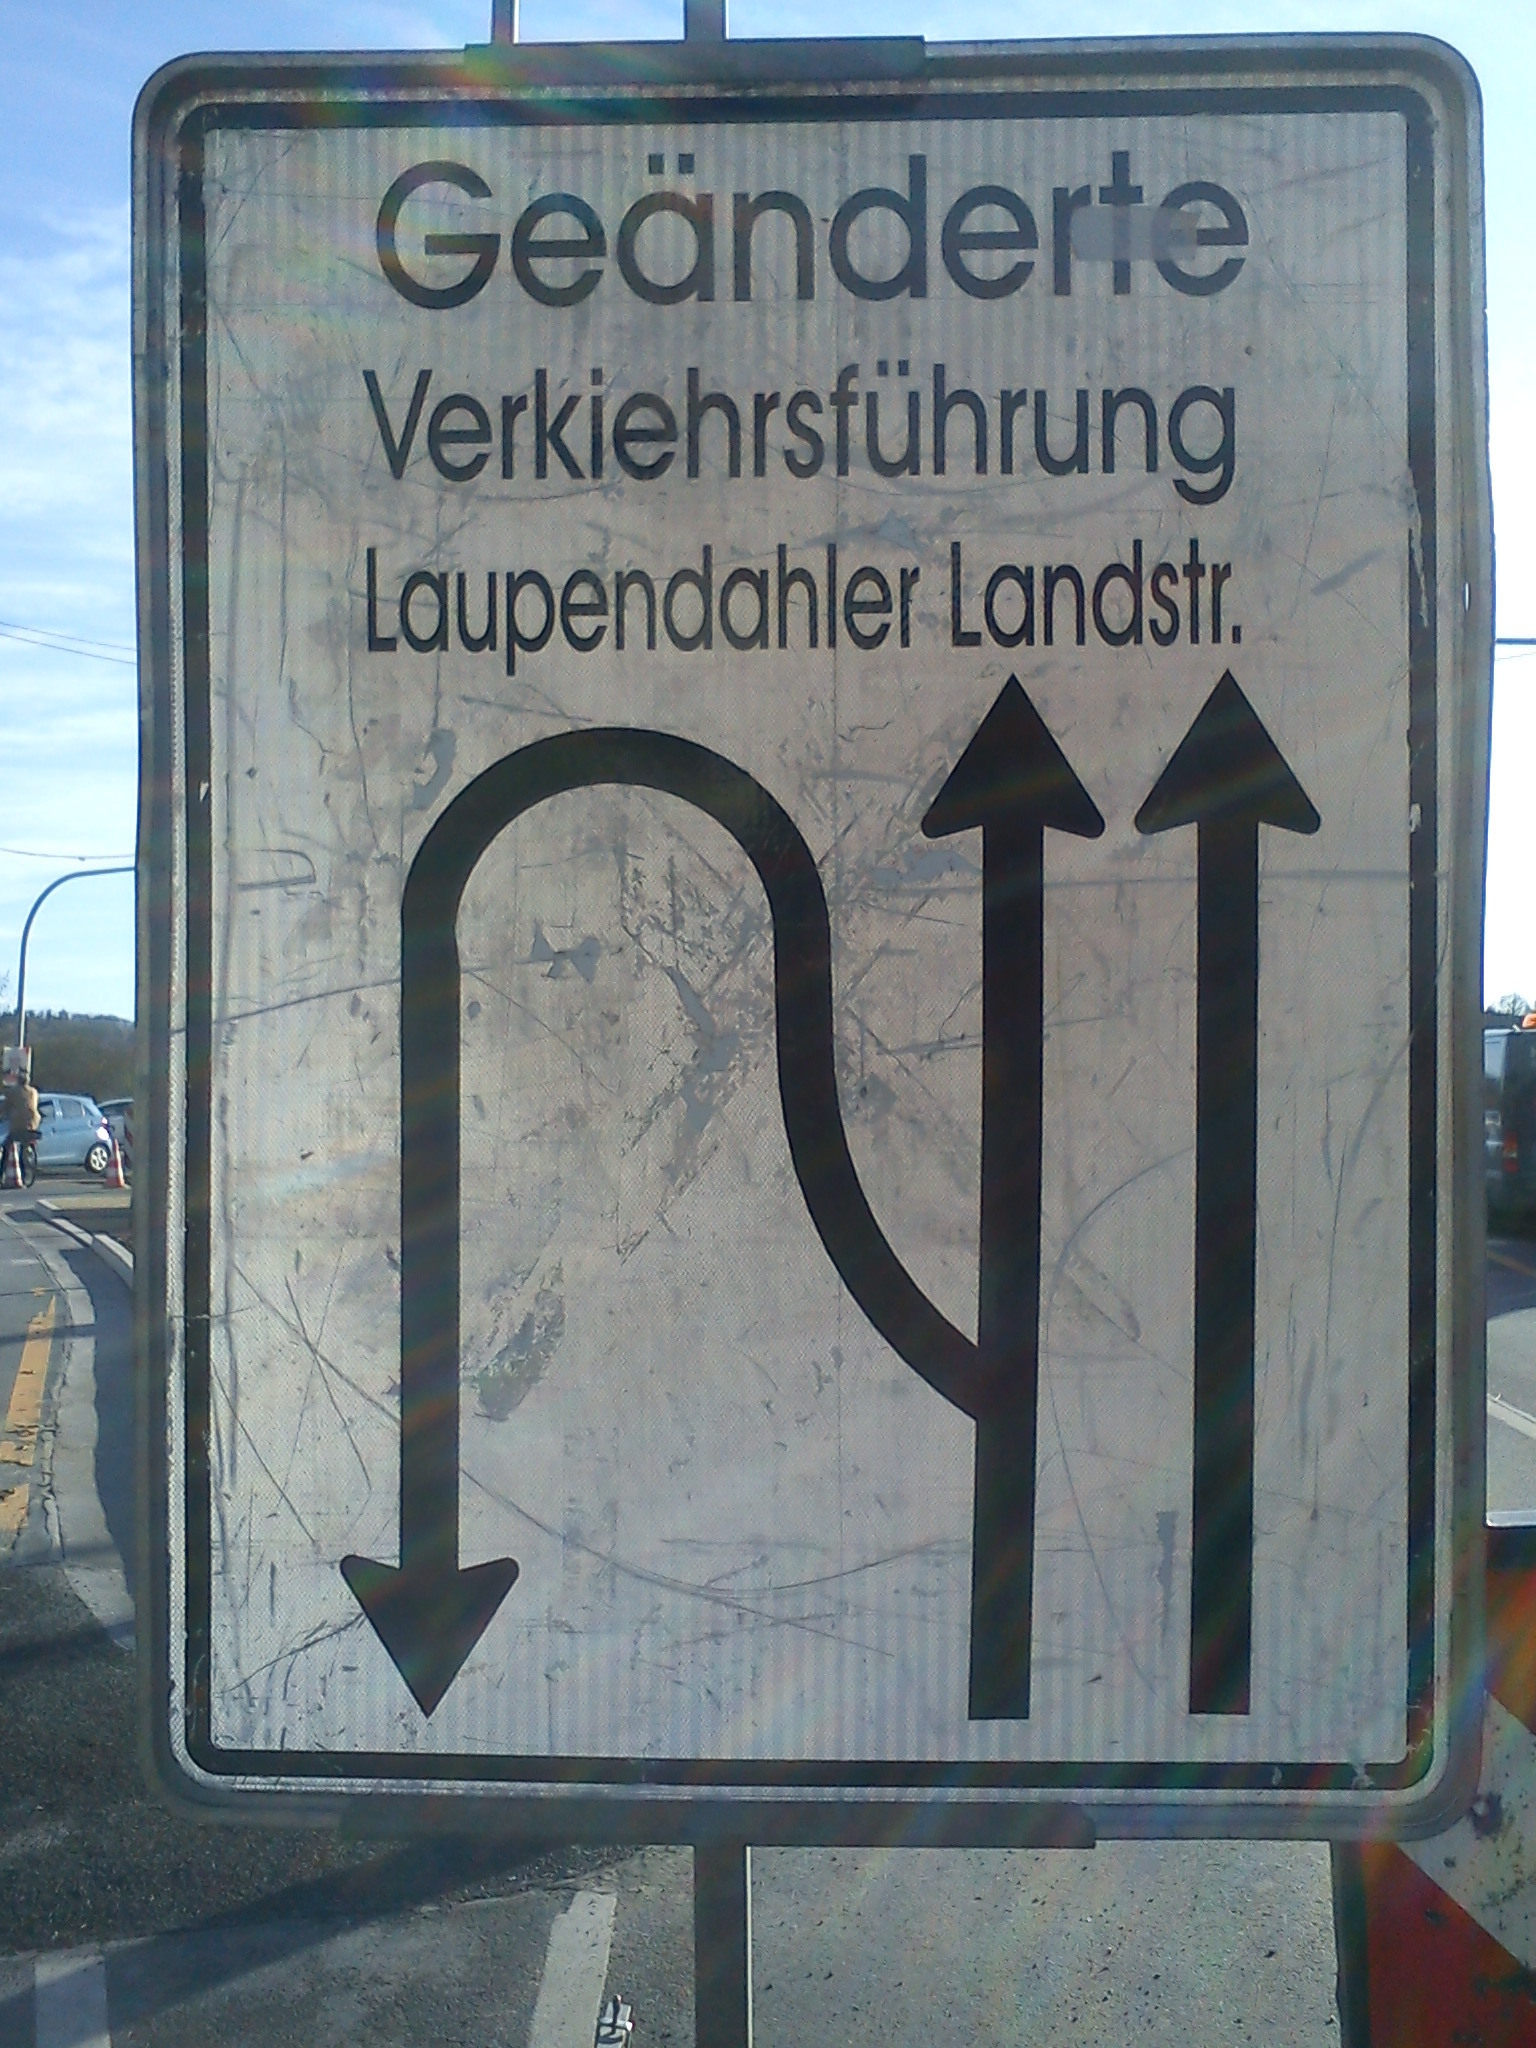 Geänderte
Verkiehrsführung
Laupendahler Landstr.